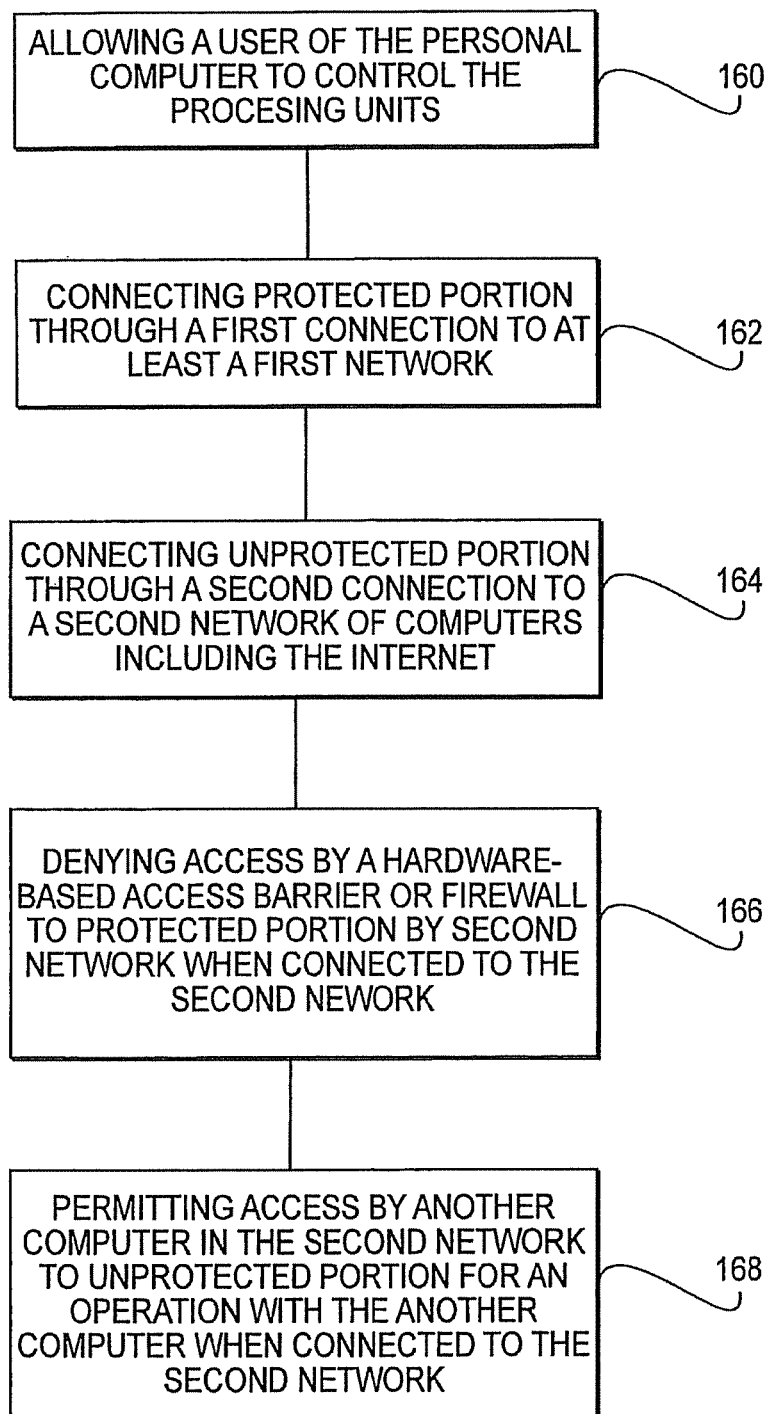 ALLOWING A USER OF THE PERSONAL
COMPUTER TO CONTROL THE
PROCESING UNITS
160
CONNECTING PROTECTED PORTION
THROUGH A FIRST CONNECTION TO AT
LEAST A FIRST NETWORK
162
CONNECTING UNPROTECTED PORTION
THROUGH A SECOND CONNECTION TO
A SECOND NETWORK OF COMPUTERS
INCLUDING THE INTERNET
164
DENYING ACCESS BY A HARDWARE-
BASED ACCESS BARRIER OR FIREWALL
TO PROTECTED PORTION BY SECOND
NETWORK WHEN CONNECTED TO THE
SECOND NEWORK
166
PERMITTING ACCESS BY ANOTHER
COMPUTER IN THE SECOND NETWORK
TO UNPROTECTED PORTION FOR AN
OPERATION WITH THE ANOTHER
COMPUTER WHEN CONNECTED TO THE
SECOND NETWORK
168